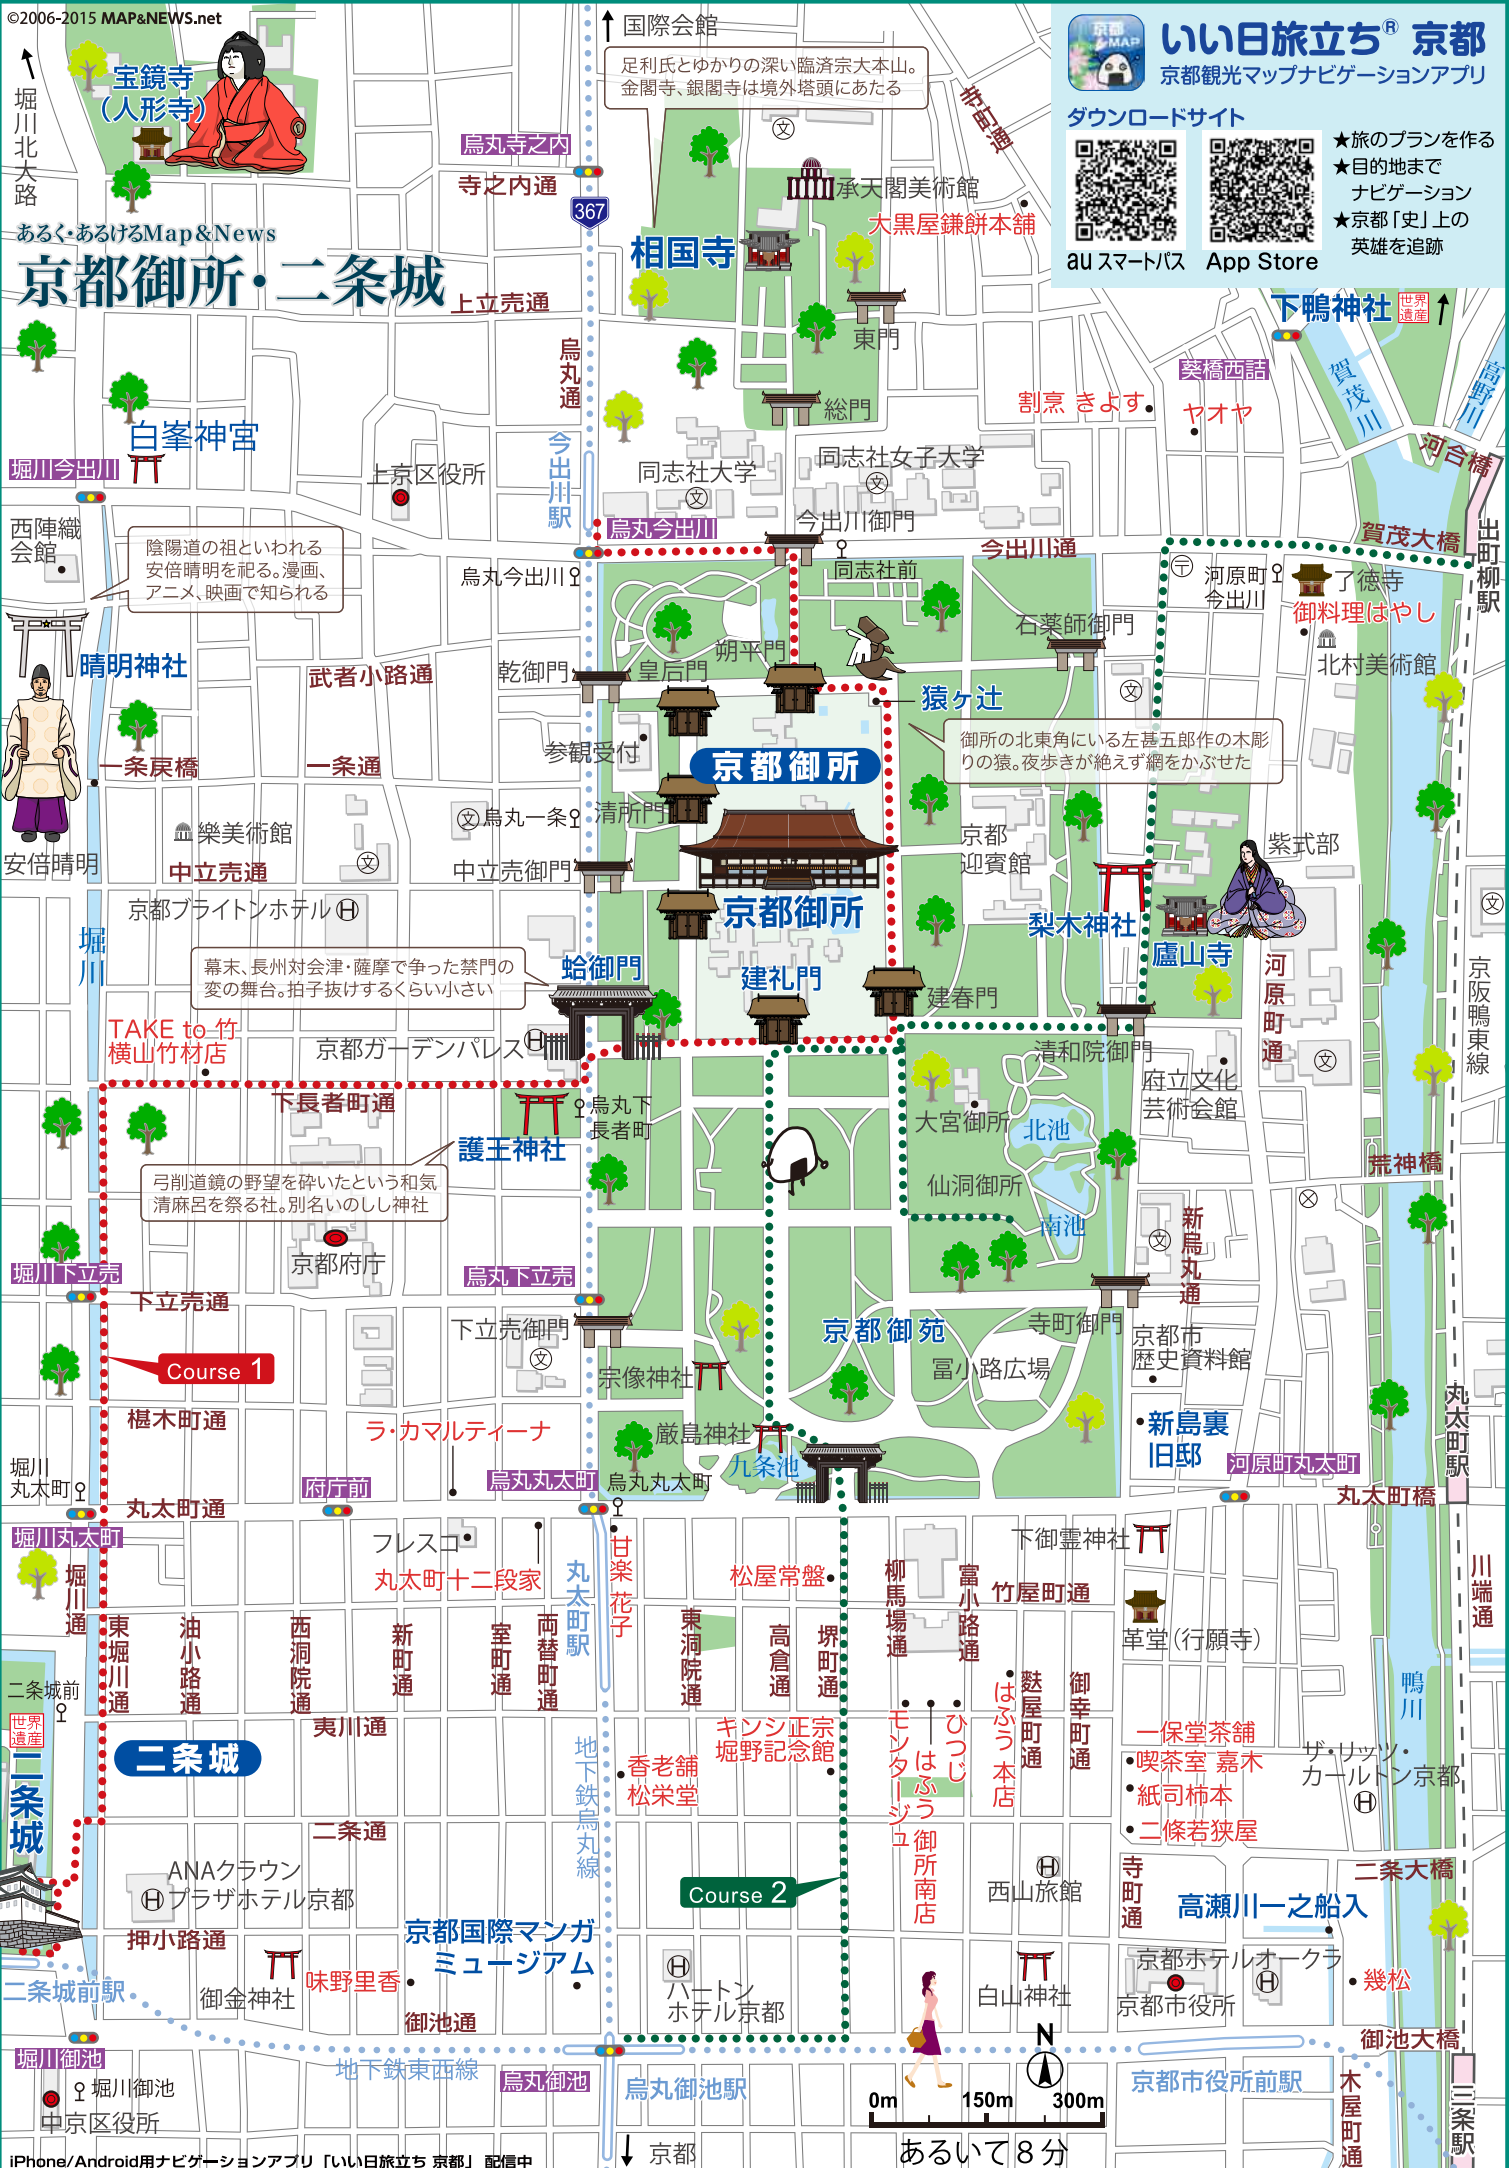 ©2006-2015 MAP&NEWS.net
国際会館
堀川北大路
宝鏡寺
（人形寺）
足利氏とゆかりの深い臨済宗大本山。
金閣寺、銀閣寺は境外塔頭にあたる
寺町通
いい日旅立ち® 京都
京都観光マップナビゲーションアプリ
京都
&MAP
ダウンロードサイト
★旅のプランを作る
★目的地まで
ナビゲーション
★京都「史」上の
英雄を追跡
au スマートパス
App Store
烏丸寺之内
寺之内通
367
承天閣美術館
大黒屋鎌餅本舗
相国寺
あるく・あるけるMap&News
京都御所・二条城
上立売通
烏丸通
東門
総門
下鴨神社
世界
遺産
葵橋西詰
賀茂川
高野川
割烹 きよす
ヤオヤ
河合橋
白峯神宮
堀川今出川
上京区役所
今出川駅
同志社大学
同志社女子大学
文
西陣織
会館
陰陽道の祖といわれる
安倍晴明を祀る。漫画、
アニメ、映画で知られる
烏丸今出川
今出川御門
今出川通
賀茂大橋
出町柳駅
烏丸今出川
同志社前
〒
河原町
今出川
了徳寺
御料理はやし
北村美術館
石薬師御門
晴明神社
武者小路通
乾御門
皇后門
朔平門
猿ヶ辻
参観受付
京都御所
御所の北東角にいる左甚五郎作の木彫
りの猿。夜歩きが絶えず網をかぶせた
一条戻橋
一条通
樂美術館
文
烏丸一条
清所門
安倍晴明
中立売通
中立売御門
京都
迎賓館
紫式部
京都ブライトンホテル
H
京都御所
梨木神社
廬山寺
堀川
幕末、長州対会津・薩摩で争った禁門の
変の舞台。拍子抜けするくらい小さい
蛤御門
建礼門
建春門
河原町通
京阪鴨東線
TAKE to 竹
横山竹材店
京都ガーデンパレス
H
清和院御門
府立文化
芸術会館
下長者町通
烏丸下
長者町
大宮御所
北池
護王神社
弓削道鏡の野望を砕いたという和気
清麻呂を祭る社。別名いのしし神社
仙洞御所
南池
荒神橋
新烏丸通
京都府庁
堀川下立売
烏丸下立売
下立売通
下立売御門
京都御苑
寺町御門
京都市
歴史資料館
Course 1
宗像神社
富小路広場
椹木町通
ラ・カマルティーナ
厳島神社
九条池
新島襄
旧邸
丸太町駅
堀川
丸太町
府庁前
烏丸丸太町
烏丸丸太町
河原町丸太町
丸太町通
丸太町橋
堀川丸太町
フレスコ
丸太町十二段家
丸太町駅
甘楽 花子
松屋常盤
下御霊神社
堀川通
柳馬場通
富小路通
竹屋町通
川端通
東堀川通
油小路通
西洞院通
新町通
室町通
両替町通
東洞院通
高倉通
堺町通
革堂（行願寺）
二条城前
世界
遺産
二条城
夷川通
二条城
地下鉄烏丸線
香老舗
松栄堂
キンシ正宗
堀野記念館
モンタージュ
はふう 御所南店
ひつじ
はふう 本店
麩屋町通
御幸町通
鴨川
一保堂茶舗
喫茶室 嘉木
紙司柿本
二條若狭屋
ザ・リッツ・
カールトン京都
H
二条通
ANAクラウン
プラザホテル京都
H
Course 2
西山旅館
H
寺町通
二条大橋
高瀬川一之船入
押小路通
京都国際マンガ
ミュージアム
二条城前駅
御金神社
味野里香
ハートン
ホテル京都
H
白山神社
京都ホテルオークラ
京都市役所
H
幾松
御池通
堀川御池
地下鉄東西線
烏丸御池
烏丸御池駅
N
京都市役所前駅
御池大橋
木屋町通
三条駅
堀川御池
中京区役所
0m 150m 300m
あるいて８分
京都
iPhone/Android用ナビゲーションアプリ「いい日旅立ち 京都」 配信中